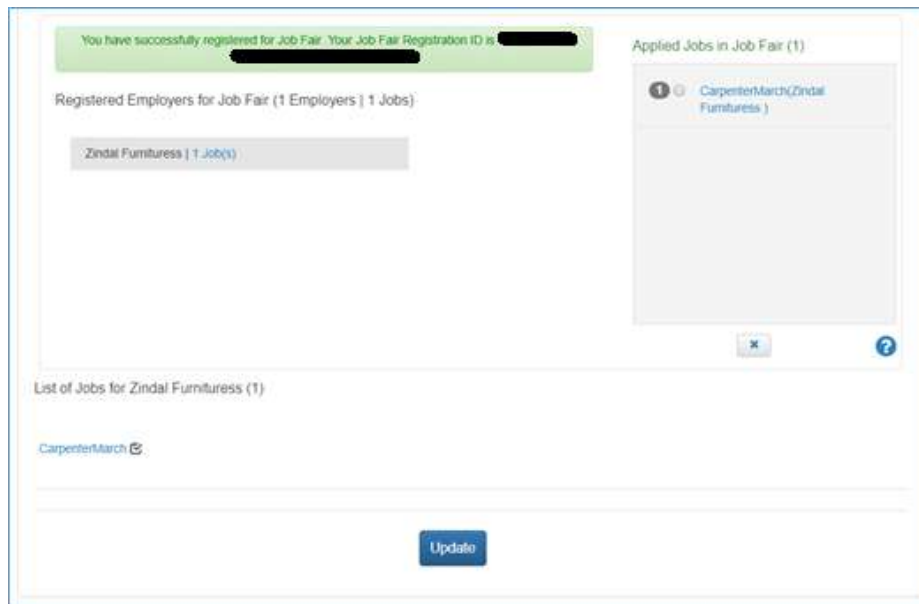 You have successfully registered for Job Fair. Your Job Fair Registration ID is
Registered Employers for Job Fair (1 Employers | 1 Jobs)
Zindal Furnituress | 1 Job(s)
Applied Jobs in Job Fair (1)
1 CarpenterMarch(Zindal
Furnituress )
×
?
List of Jobs for Zindal Furnituress (1)
CarpenterMarch
Update